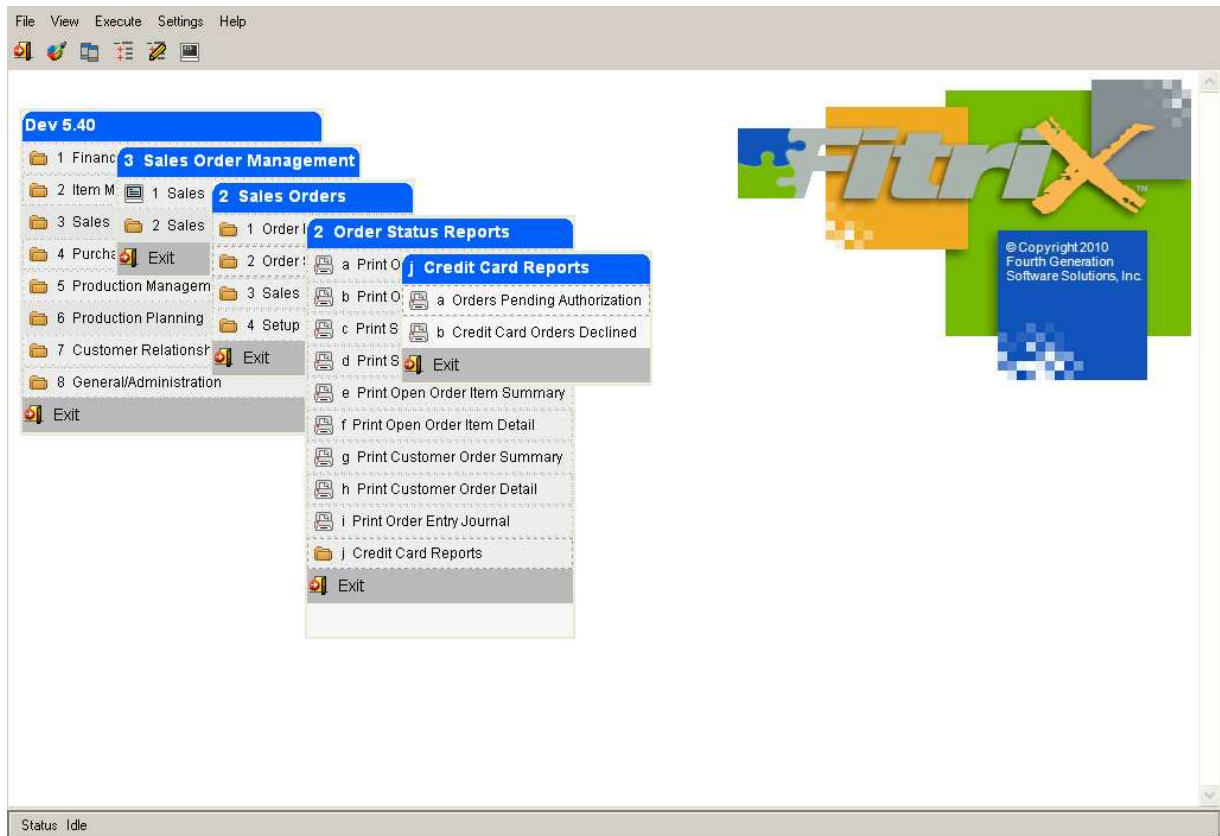 File View Execute Settings Help
Dev 5.40
1 Financ
2 Item M
3 Sales
4 Purcha
5 Production Managem
6 Production Planning
7 Customer Relationsh
8 General/Administration
Exit
3 Sales Order Management
1 Sales
2 Sales
Exit
2 Sales Orders
1 Order
2 Order
3 Sales
4 Setup
Exit
2 Order Status Reports
a Print O
b Print O
c Print S
d Print S
e Print Open Order Item Summary
f Print Open Order Item Detail
g Print Customer Order Summary
h Print Customer Order Detail
i Print Order Entry Journal
j Credit Card Reports
Exit
j Credit Card Reports
a Orders Pending Authorization
b Credit Card Orders Declined
Exit
FitriX
TM
© Copyright 2010
Fourth Generation
Software Solutions, Inc.
Status Idle